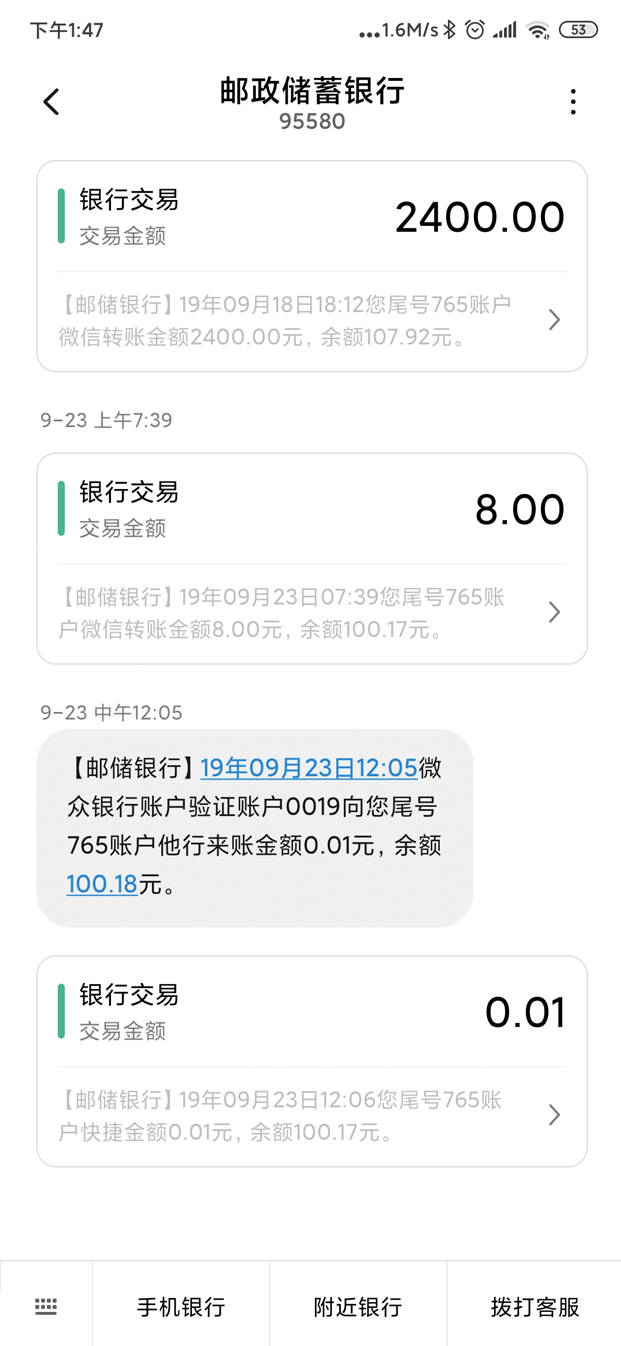 下午1:47
...1.6M/s
53
邮政储蓄银行
95580
银行交易
2400.00
交易金额
【邮储银行】19年09月18日18:12您尾号765账户
微信转账金额2400.00元，余额107.92元。
9-23 上午7:39
银行交易
8.00
交易金额
【邮储银行】19年09月23日07:39您尾号765账
户微信转账金额8.00元，余额100.17元。
9-23 中午12:05
【邮储银行】19年09月23日12:05微
众银行账户验证账户0019向您尾号
765账户他行来账金额0.01元，余额
100.18元。
银行交易
0.01
交易金额
【邮储银行】19年09月23日12:06您尾号765账
户快捷金额0.01元，余额100.17元。
手机银行
附近银行
拨打客服